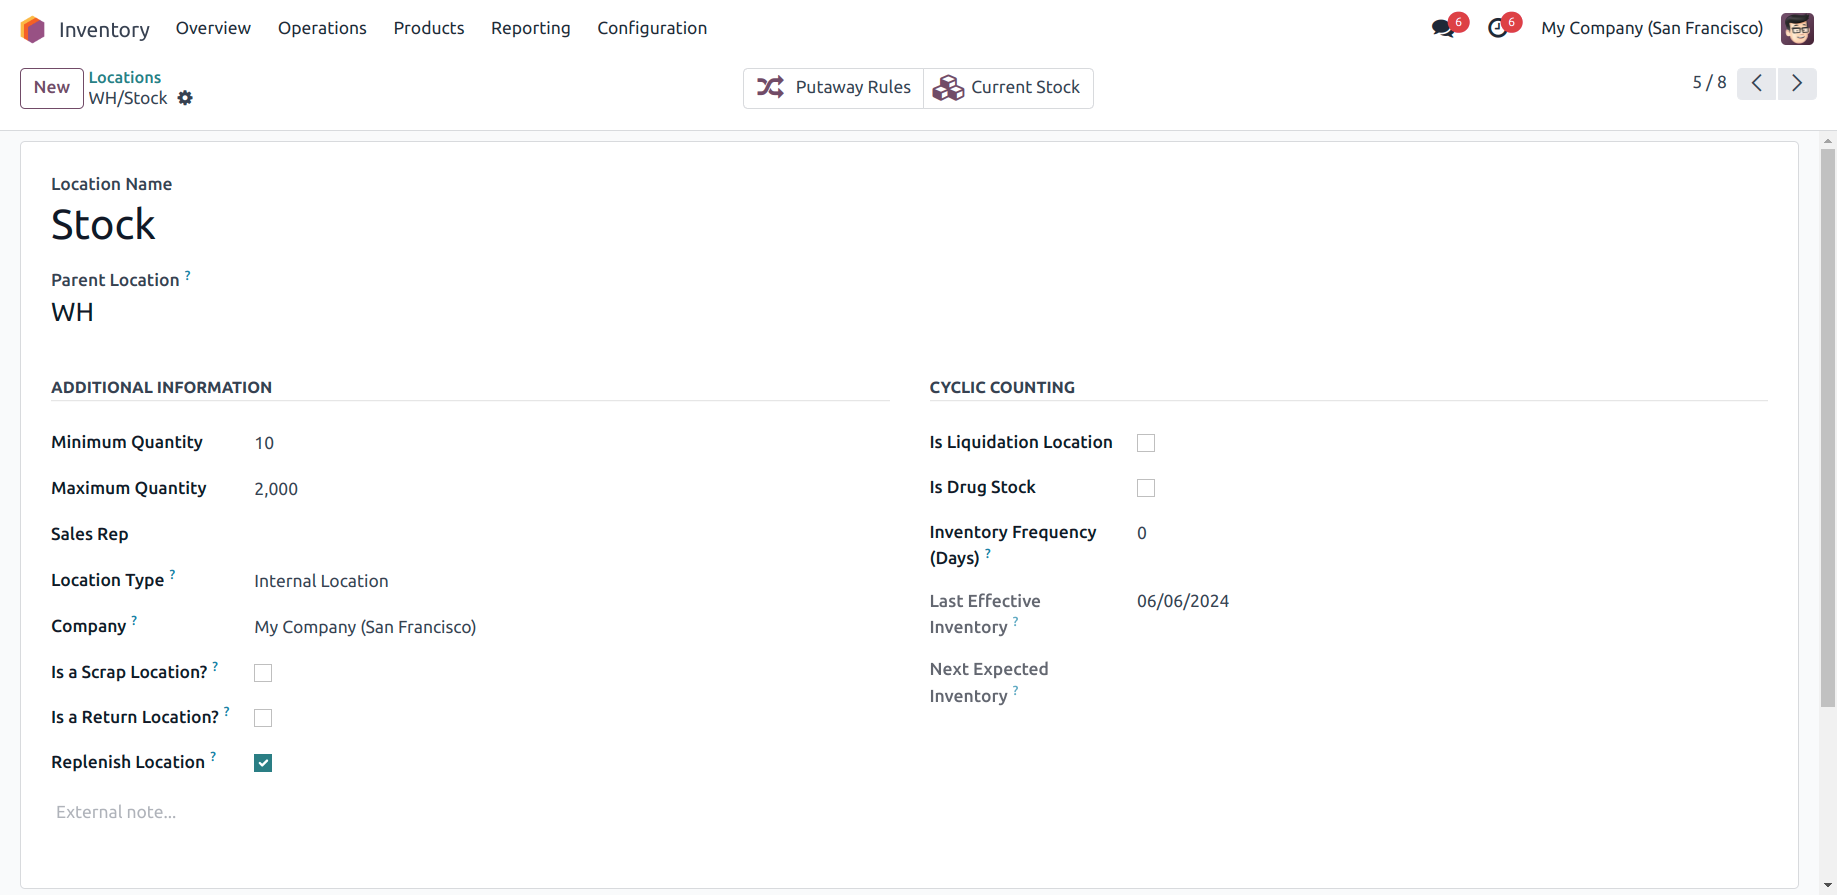 Inventory Overview Operations Products Reporting Configuration 6 6 My Company (San Francisco)
New Locations
WH/Stock
Putaway Rules Current Stock 5 / 8
Location Name
Stock
Parent Location ?
WH
ADDITIONAL INFORMATION
Minimum Quantity 10
Maximum Quantity 2,000
Sales Rep
Location Type ? Internal Location
Company ? My Company (San Francisco)
Is a Scrap Location? ?
Is a Return Location? ?
Replenish Location ?
External note...
CYCLIC COUNTING
Is Liquidation Location
Is Drug Stock
Inventory Frequency 0
(Days) ?
Last Effective 06/06/2024
Inventory ?
Next Expected
Inventory ?